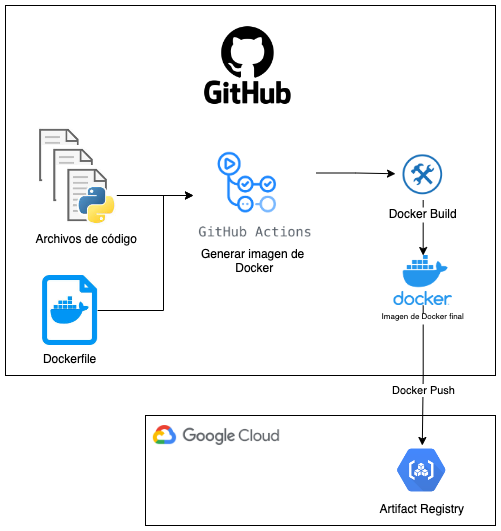 GitHub
Archivos de código
GitHub Actions
Generar imagen de
Docker
Docker Build
docker
Imagen de Docker final
Dockerfile
Docker Push
Google Cloud
Artifact Registry